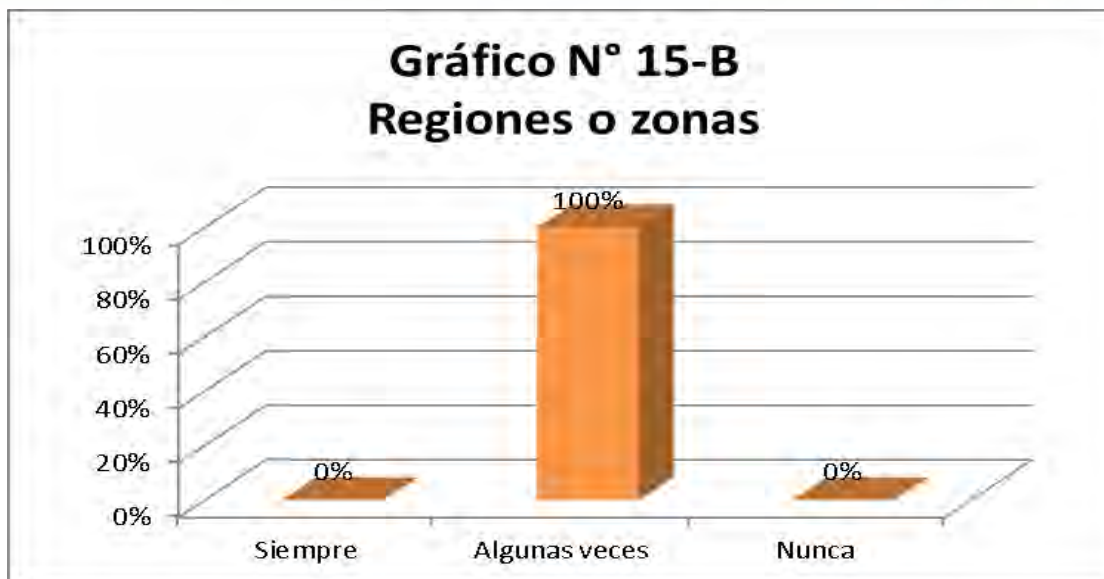 Gráfico N° 15-B
Regiones o zonas
100%
100%
80%
60%
40%
20%
0%
0%
0%
Siempre
Algunas veces
Nunca